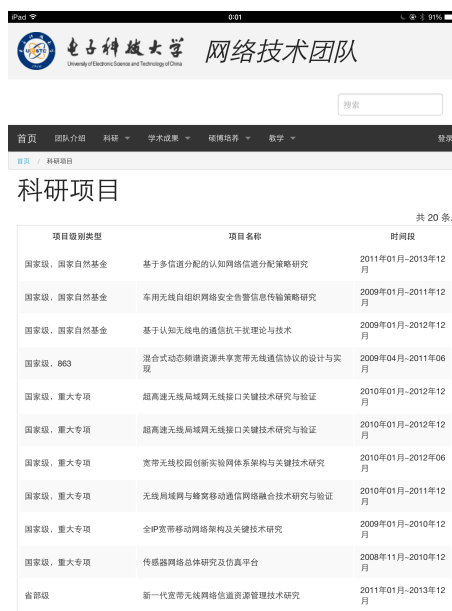 iPad
0:01
91%
电子科技大学
University of Electronic Science and Technology of China
网络技术团队
搜索
首页 团队介绍 科研 学术成果 硕博培养 教学 登录
首页 / 科研项目
科研项目
共 20 条
项目级别类型 项目名称 时间段
国家级，国家自然基金 基于多信道分配的认知网络信道分配策略研究 2011年01月~2013年12
月
国家级，国家自然基金 车用无线自组织网络安全告警信息传输策略研究 2009年01月~2011年12
月
国家级，国家自然基金 基于认知无线电的通信抗干扰理论与技术 2009年01月~2012年12
月
国家级，863 混合式动态频谱资源共享宽带无线通信协议的设计与实 2009年04月~2011年06
现 月
国家级，重大专项 超高速无线局域网无线接口关键技术研究与验证 2010年01月~2012年12
月
国家级，重大专项 超高速无线局域网无线接口关键技术研究与验证 2010年01月~2012年12
月
国家级，重大专项 宽带无线校园创新实验网体系架构与关键技术研究 2010年01月~2012年06
月
国家级，重大专项 无线局域网与蜂窝移动通信网络融合技术研究与验证 2010年01月~2011年12
月
国家级，重大专项 全IP宽带移动网络架构及关键技术研究 2009年01月~2010年12
月
国家级，重大专项 传感器网络总体研究及仿真平台 2008年11月~2010年12
月
省部级 新一代宽带无线网络信道资源管理技术研究 2011年01月~2013年12
月